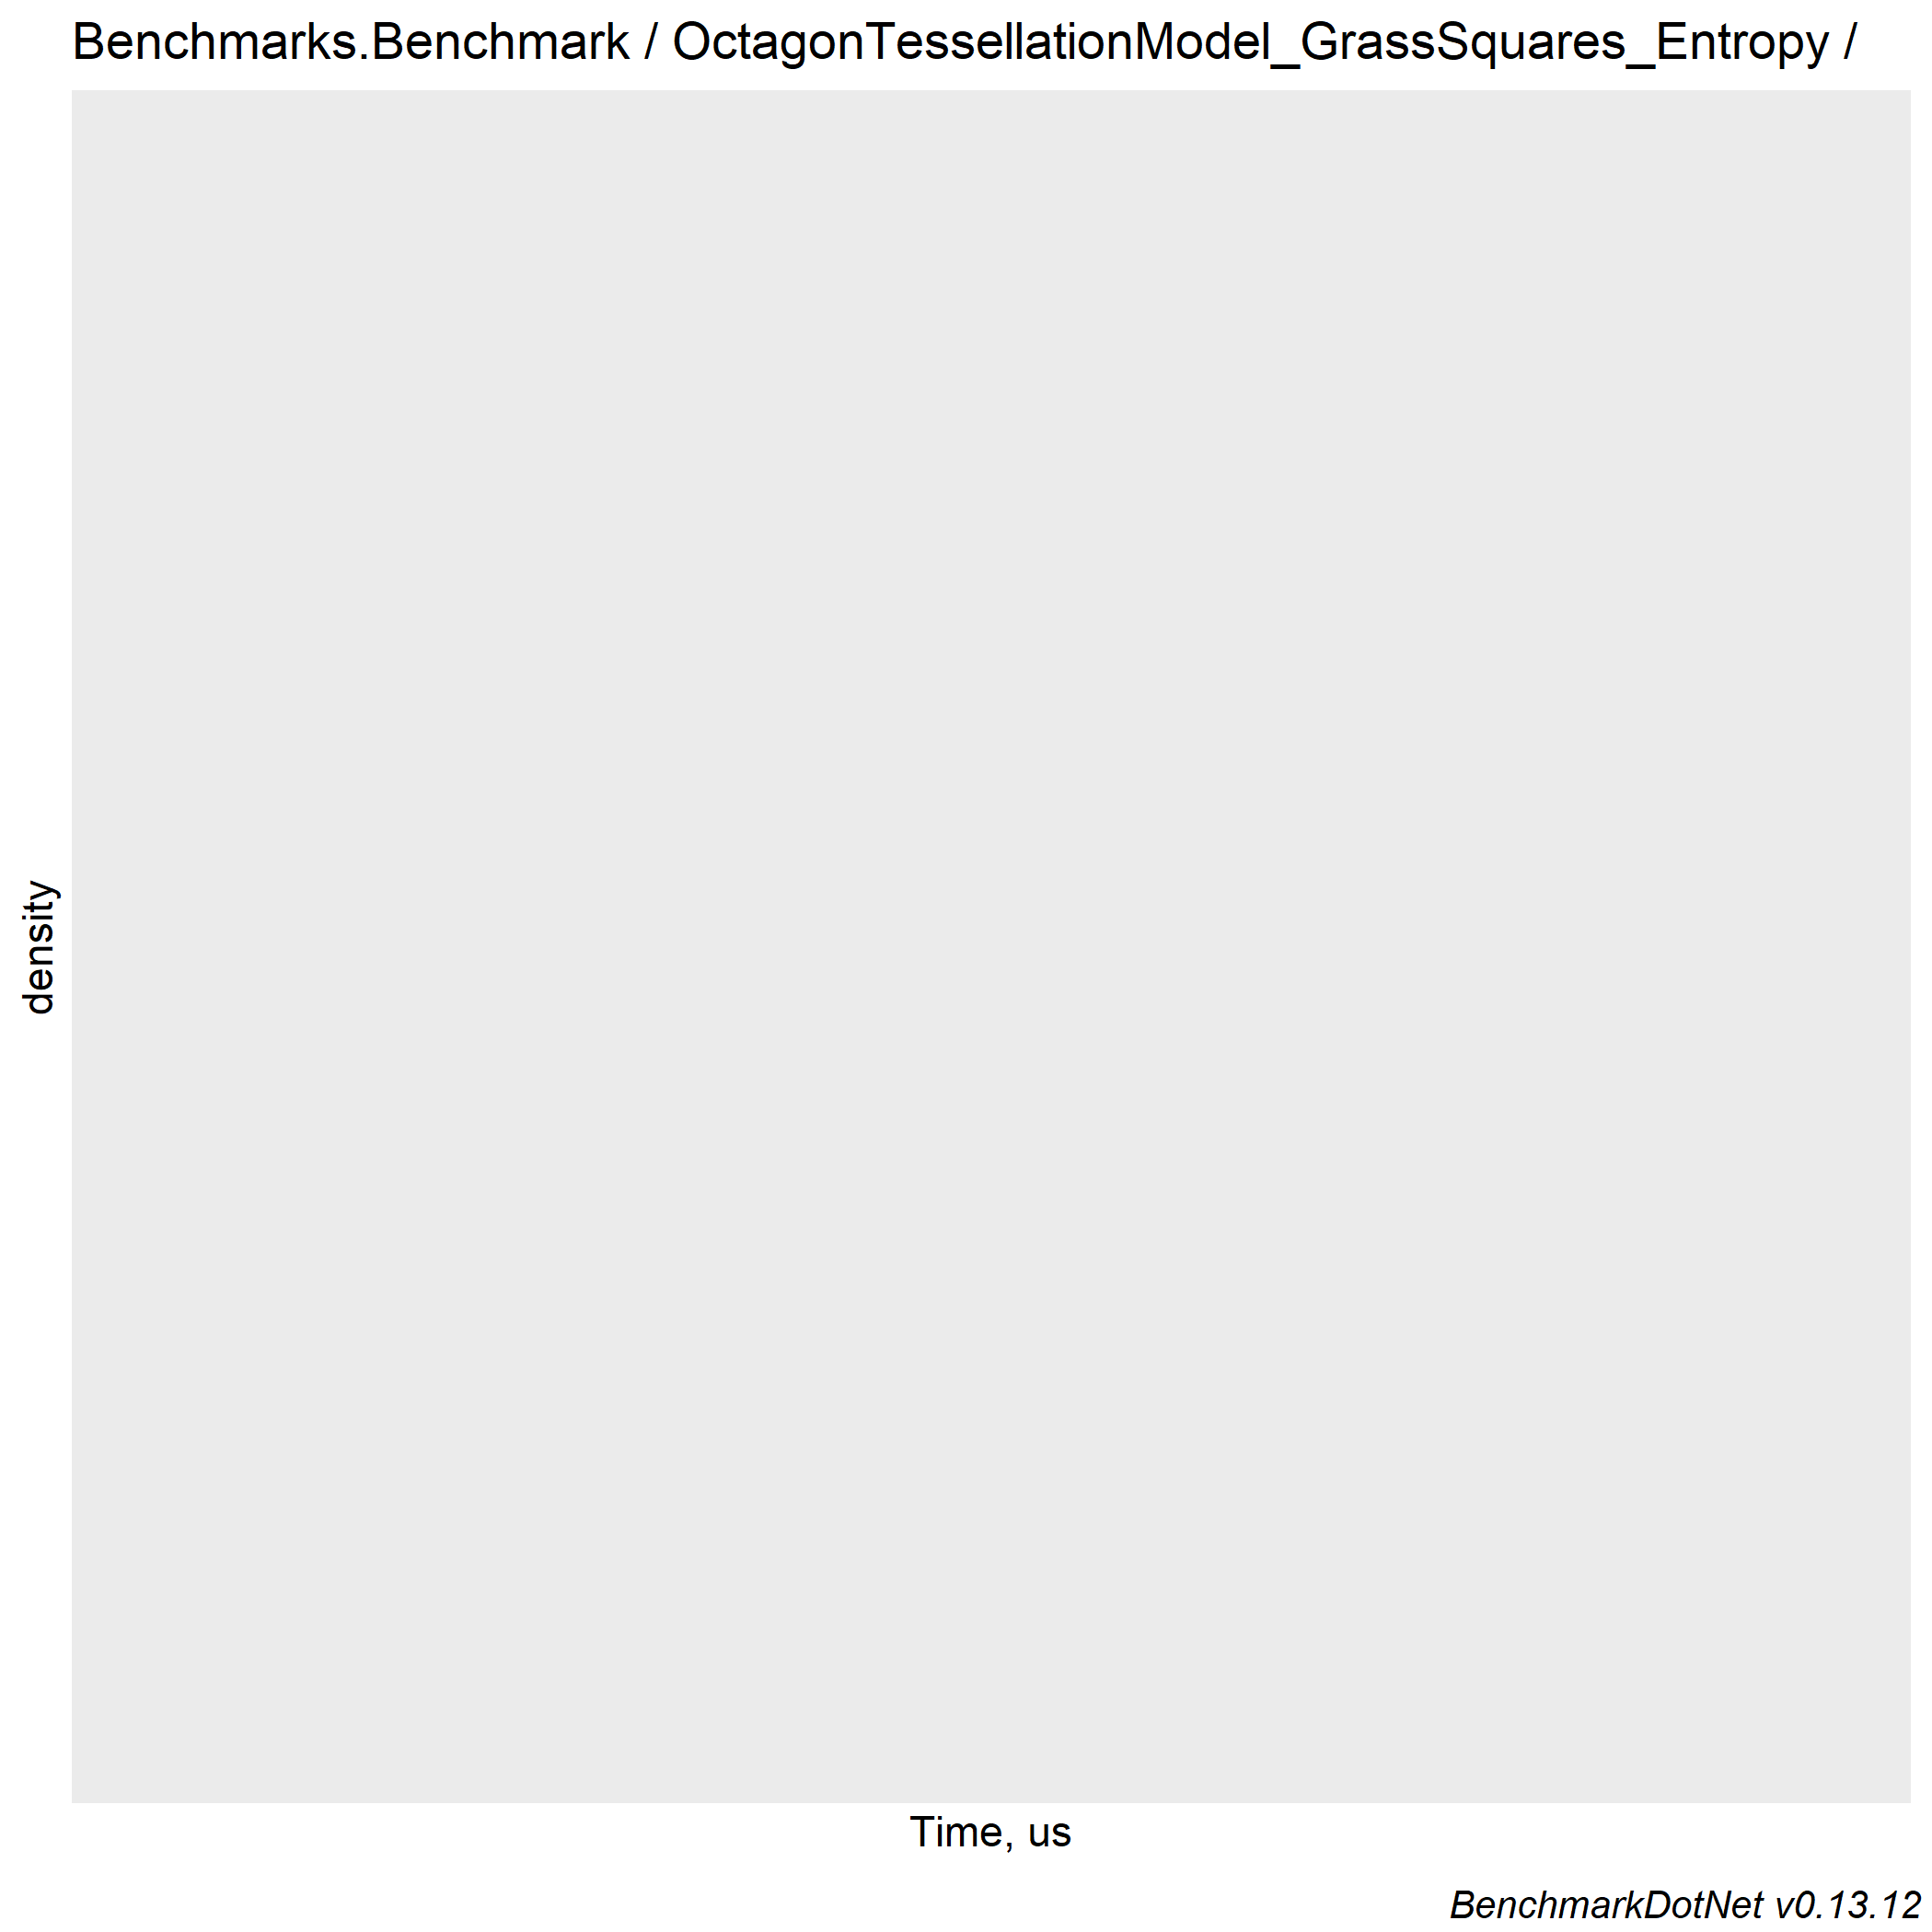 Benchmarks.Benchmark / OctagonTessellationModel_GrassSquares_Entropy /
density
Time, us
BenchmarkDotNet v0.13.12